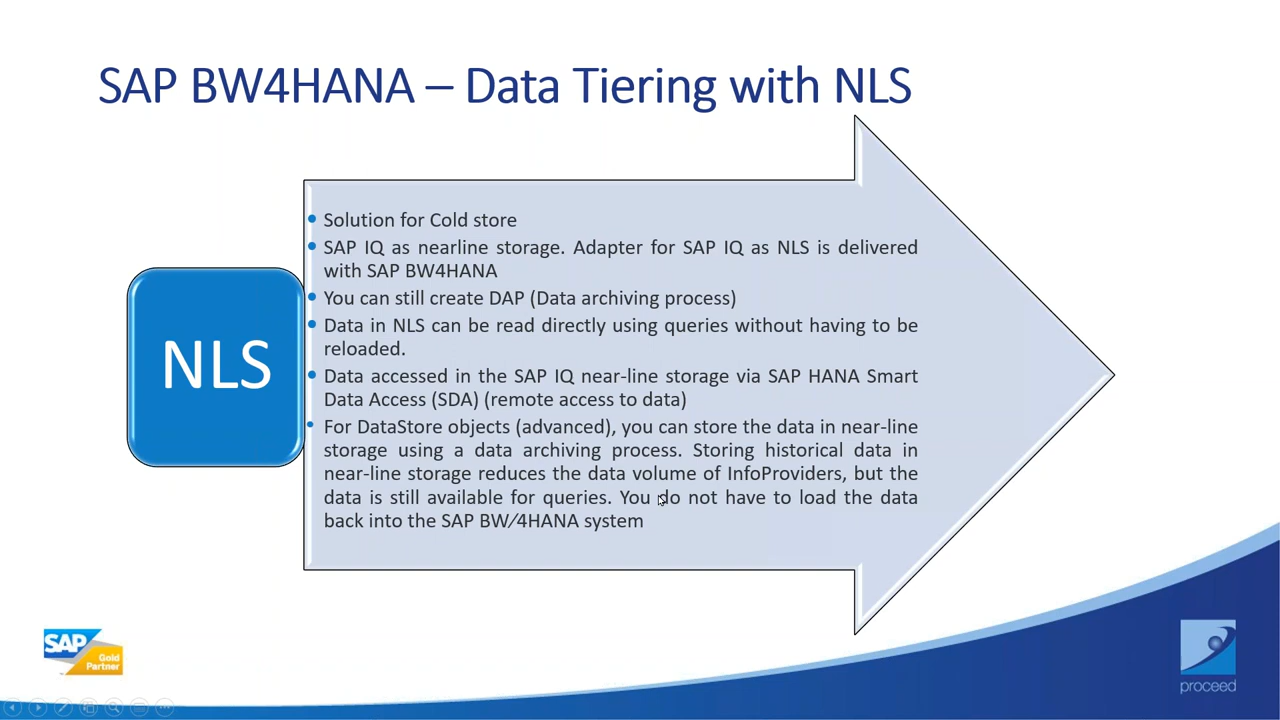 SAP BW4HANA – Data Tiering with NLS
NLS
• Solution for Cold store
• SAP IQ as nearline storage. Adapter for SAP IQ as NLS is delivered
with SAP BW4HANA
• You can still create DAP (Data archiving process)
• Data in NLS can be read directly using queries without having to be
reloaded.
• Data accessed in the SAP IQ near-line storage via SAP HANA Smart
Data Access (SDA) (remote access to data)
• For DataStore objects (advanced), you can store the data in near-line
storage using a data archiving process. Storing historical data in
near-line storage reduces the data volume of InfoProviders, but the
data is still available for queries. You do not have to load the data
back into the SAP BW∕4HANA system
SAP
Gold
Partner
proceed